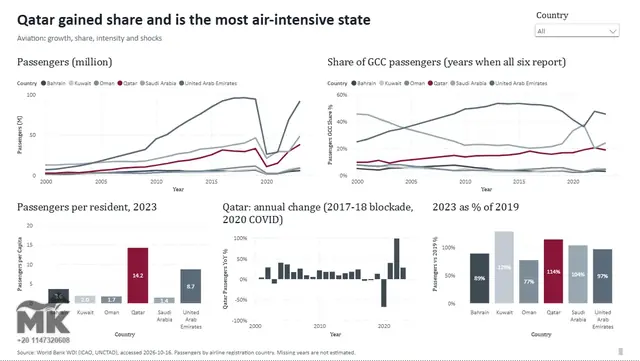 Qatar gained share and is the most air-intensive state
Aviation: growth, share, intensity and shocks
Country
All
Passengers (million)
Country Bahrain Kuwait Oman Qatar Saudi Arabia United Arab Emirates
100
50
0
Passengers (M)
2000 2005 2010 2015 2020
Year
Share of GCC passengers (years when all six report)
Country Bahrain Kuwait Oman Qatar Saudi Arabia United Arab Emirates
60%
40%
20%
0%
Passengers GCC Share %
2000 2005 2010 2015 2020
Year
Passengers per resident, 2023
20
15
10
5
Passengers per Capita
14.2
1.7
1.4
8.7
Bahrain Kuwait Oman Qatar Saudi Arabia United Arab Emirates
Country
Qatar: annual change (2017-18 blockade,
2020 COVID)
100%
50%
0%
-50%
-100%
Qatar Passengers YoY %
2000 2010 2020
Year
2023 as % of 2019
100%
50%
0%
Passengers vs 2019 %
89%
129%
77%
114%
104%
97%
Bahrain Kuwait Oman Qatar Saudi Arabia United Arab Emirates
Country
MK
+20 1147320608
Source: World Bank WDI (ICAO, UNCTAD), accessed 2026-10-16. Passengers by airline registration country. Missing years are not estimated.